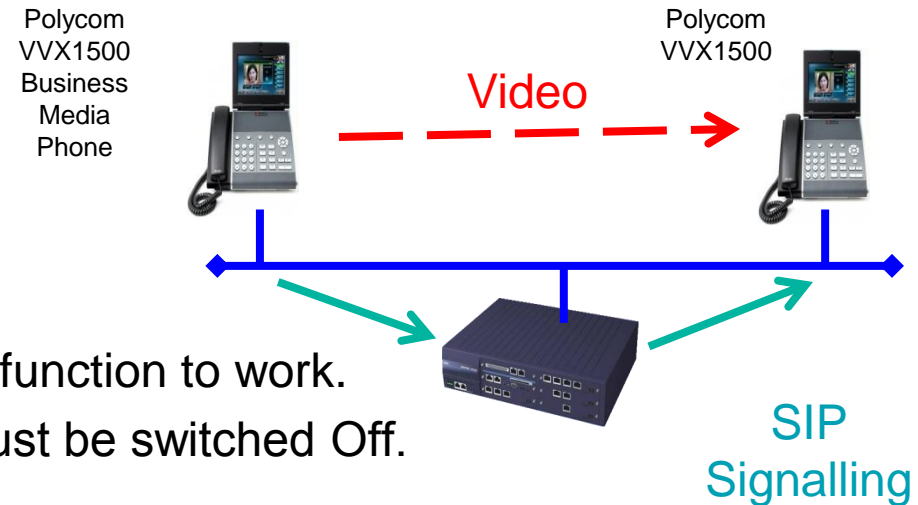 Polycom
VVX1500
Business
Media
Phone
Polycom
VVX1500
Video
function to work.
ust be switched Off.
SIP
Signalling